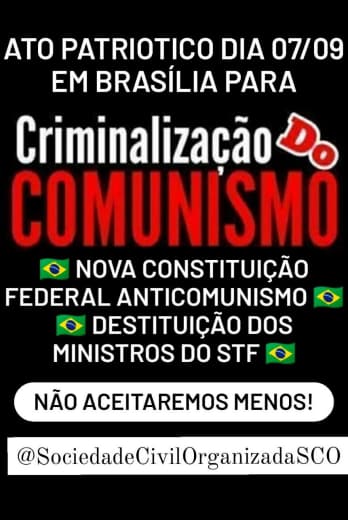 ATO PATRIOTICO DIA 07/09
EM BRASÍLIA PARA
Criminalização Do
COMUNISMO
🇧🇷 NOVA CONSTITUIÇÃO
FEDERAL ANTICOMUNISMO 🇧🇷
🇧🇷 DESTITUIÇÃO DOS
MINISTROS DO STF 🇧🇷
NÃO ACEITAREMOS MENOS!
@SociedadeCivilOrganizadaSCO